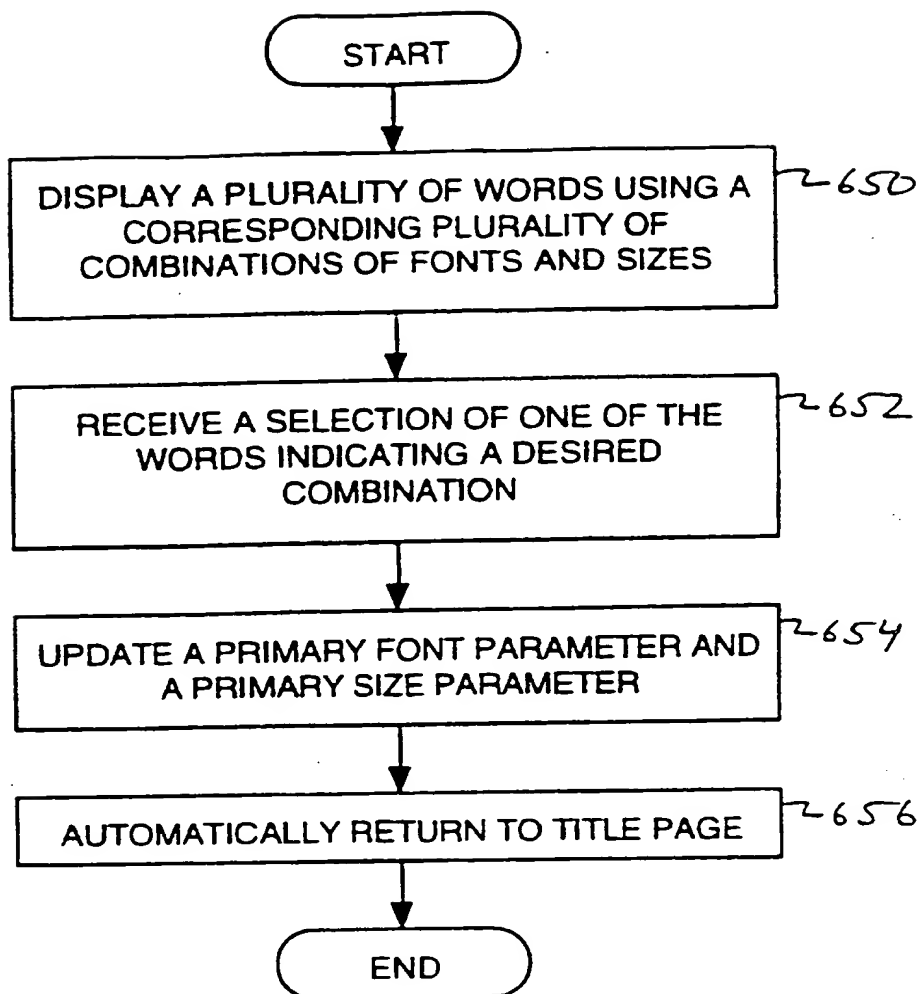 START
DISPLAY A PLURALITY OF WORDS USING A
CORRESPONDING PLURALITY OF
COMBINATIONS OF FONTS AND SIZES
650
RECEIVE A SELECTION OF ONE OF THE
WORDS INDICATING A DESIRED
COMBINATION
652
UPDATE A PRIMARY FONT PARAMETER AND
A PRIMARY SIZE PARAMETER
654
AUTOMATICALLY RETURN TO TITLE PAGE
656
END